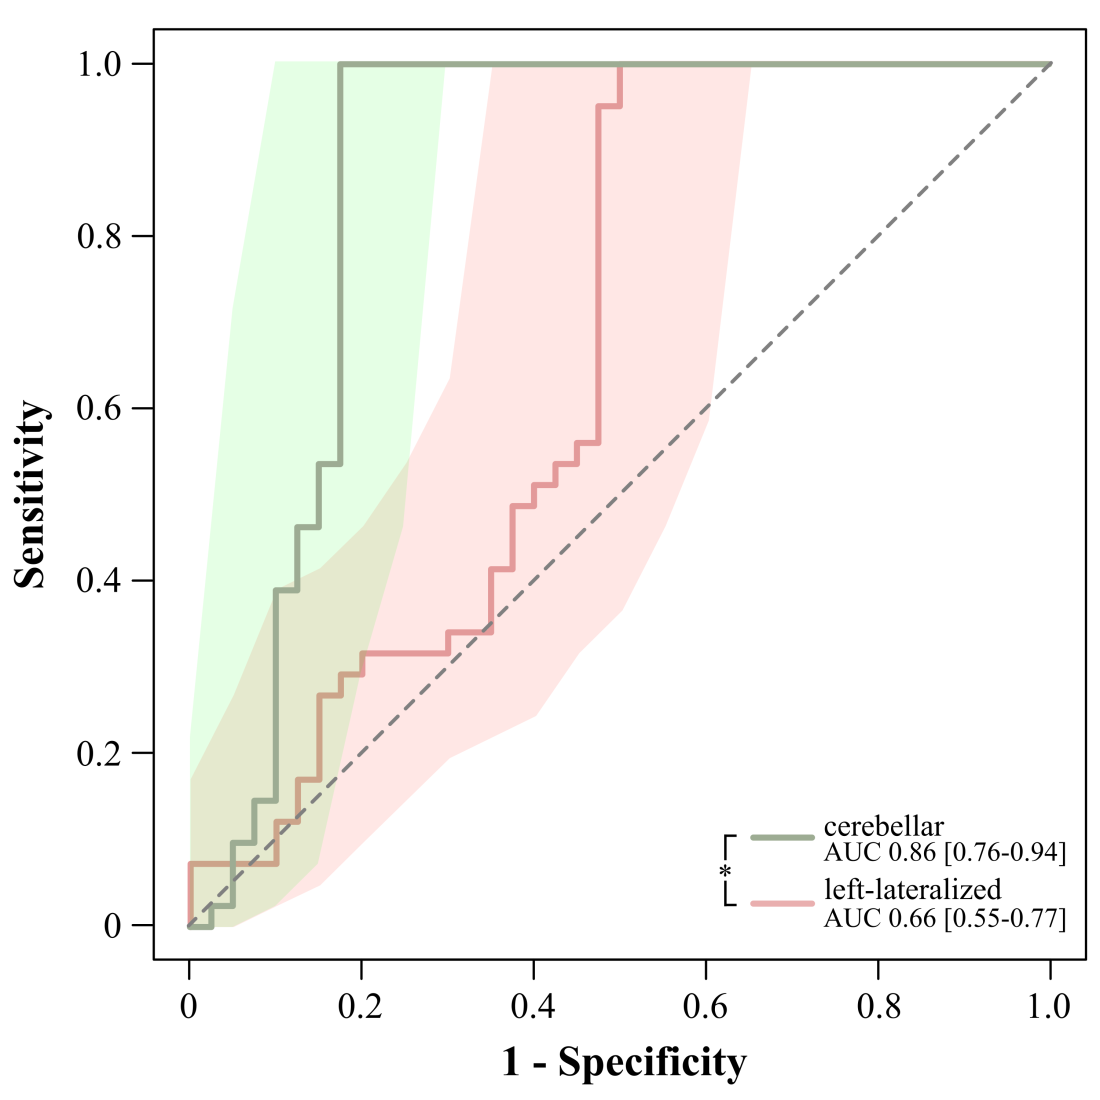 1.0
0.8
0.6
0.4
0.2
0
Sensitivity
cerebellar
AUC 0.86 [0.76-0.94]
*
left-lateralized
AUC 0.66 [0.55-0.77]
0 0.2 0.4 0.6 0.8 1.0
1 - Specificity